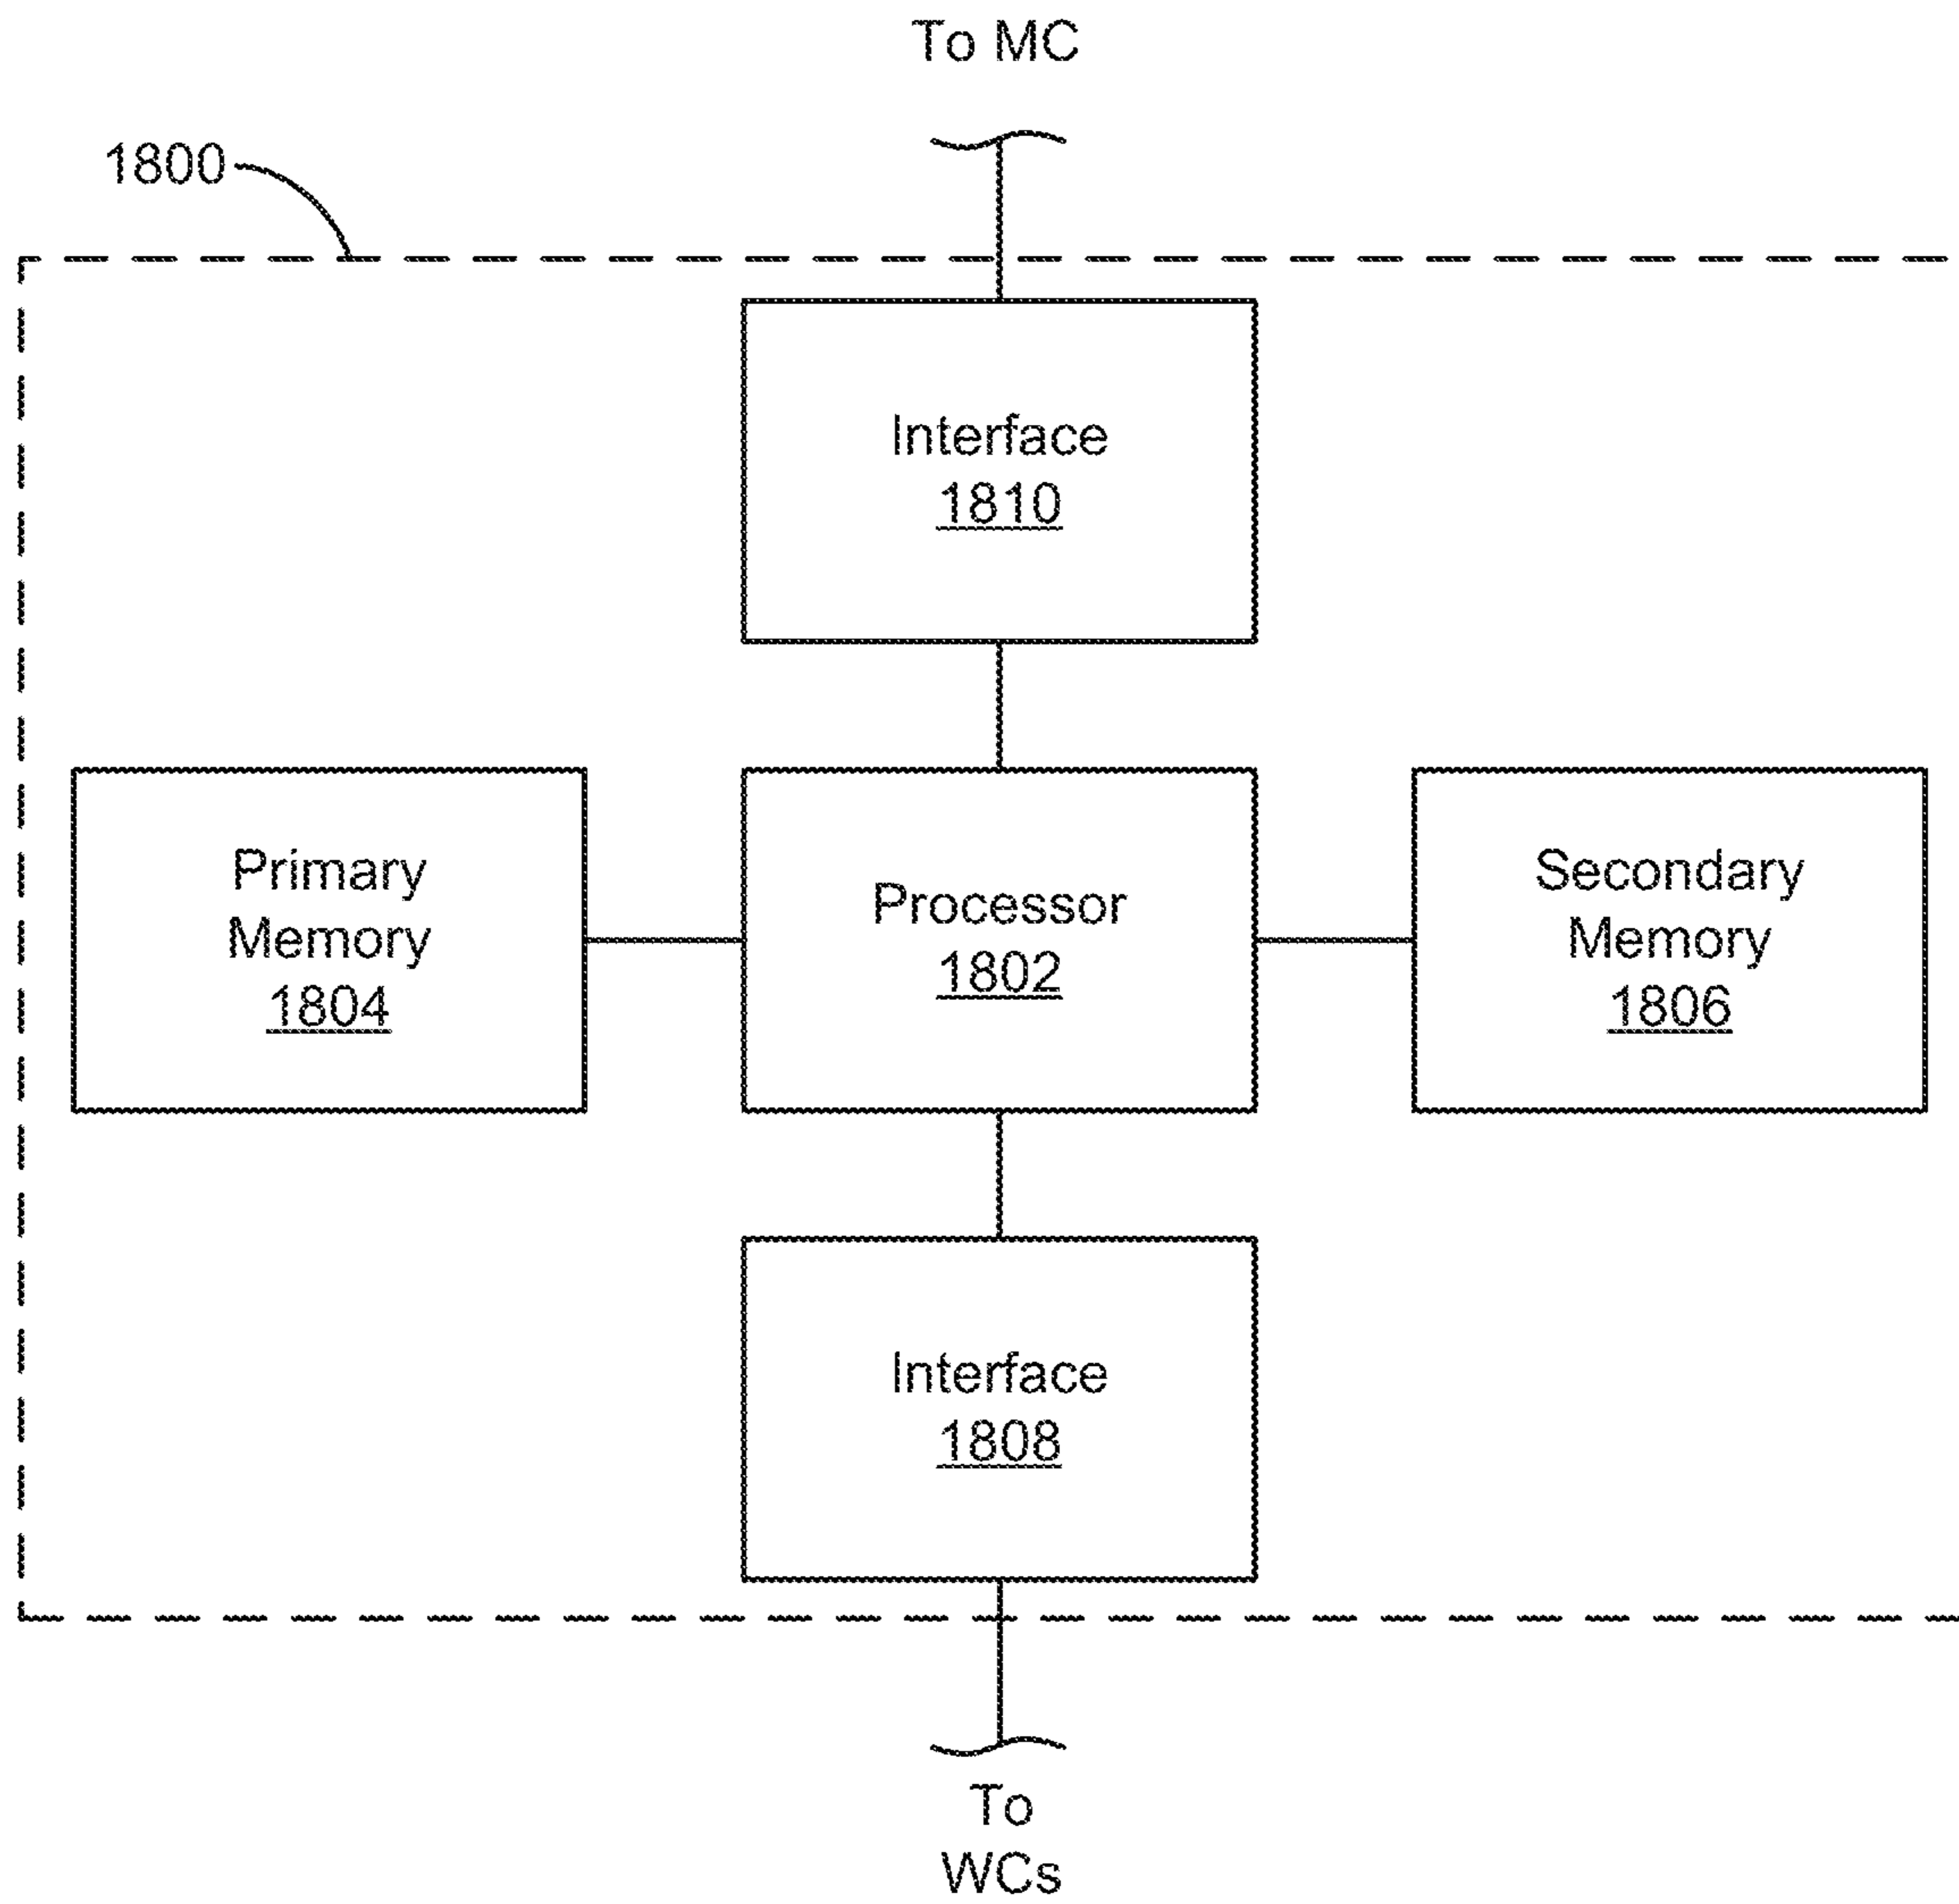 To MC
1800
Interface
1810
Primary
Memory
1804
Processor
1802
Secondary
Memory
1806
Interface
1808
To
WCs